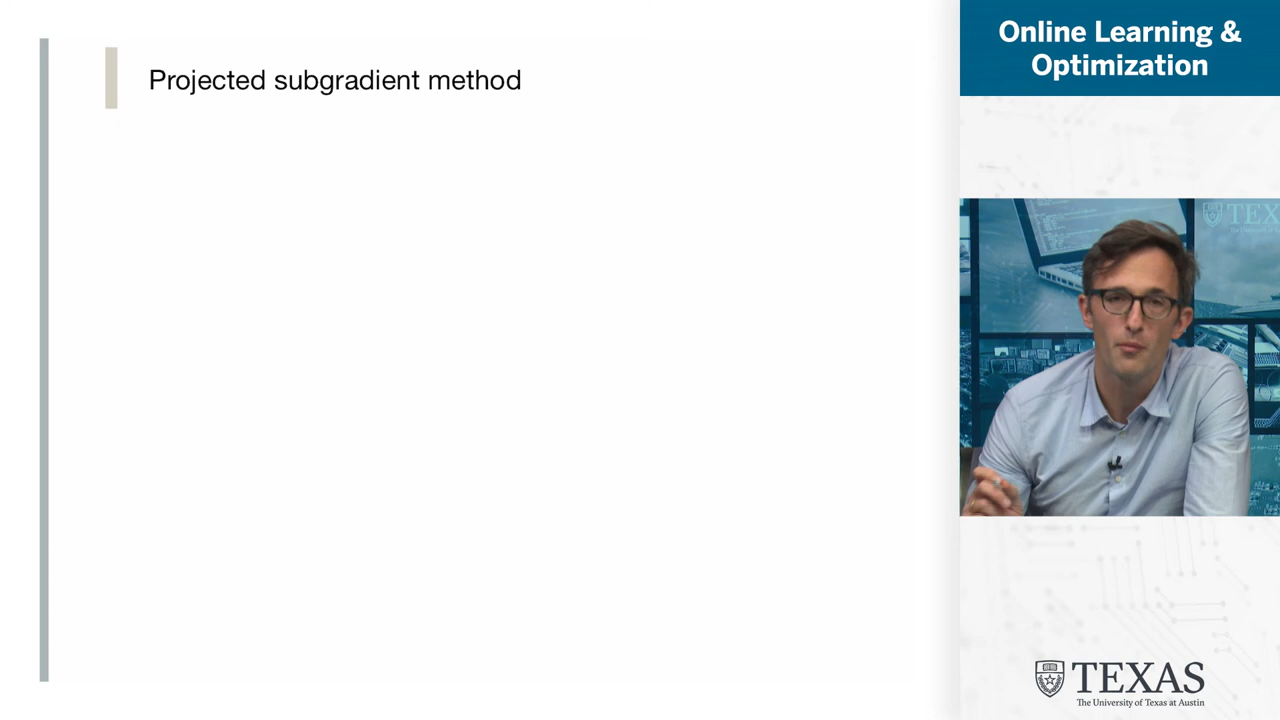 Projected subgradient method
Online Learning &
Optimization
TEXAS
The University of Texas at Austin